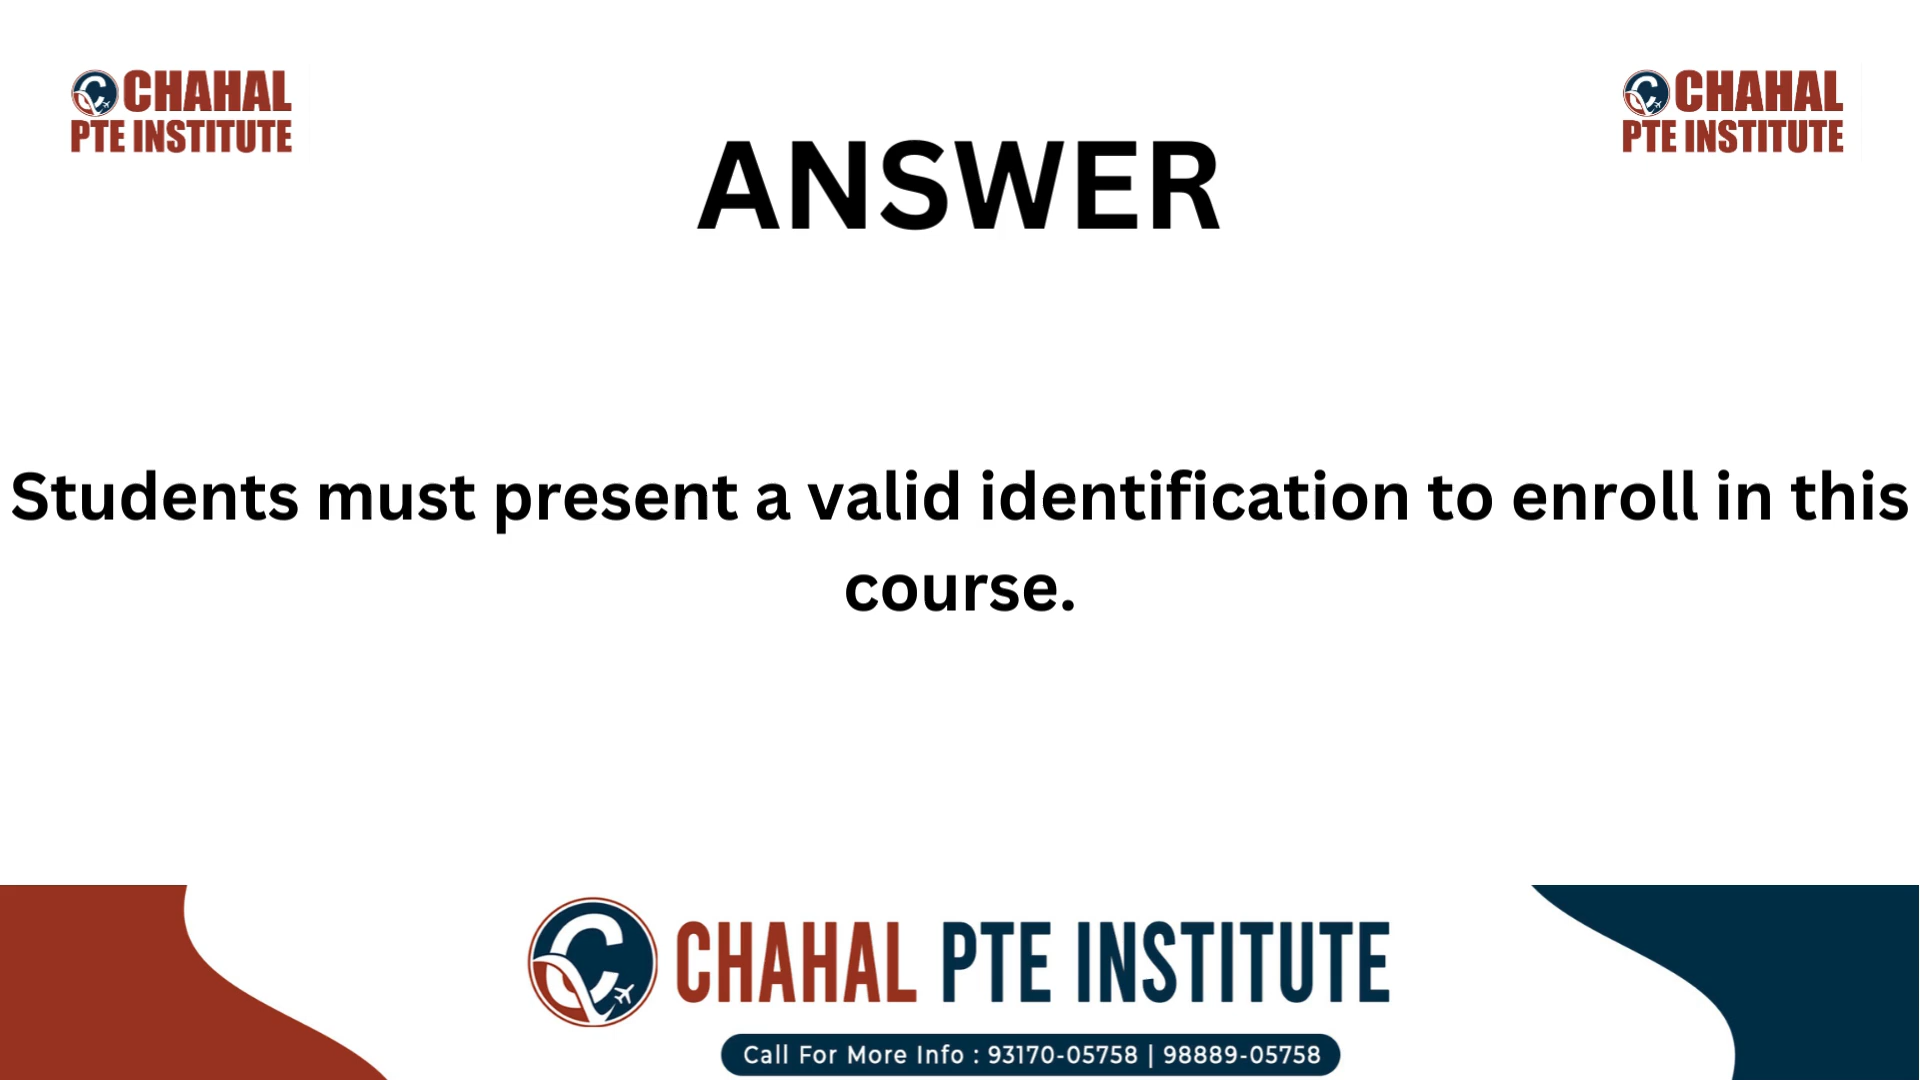 CHAHAL
PTE INSTITUTE
CHAHAL
PTE INSTITUTE
ANSWER
Students must present a valid identification to enroll in this
course.
CHAHAL PTE INSTITUTE
Call For More Info : 93170-05758 | 98889-05758